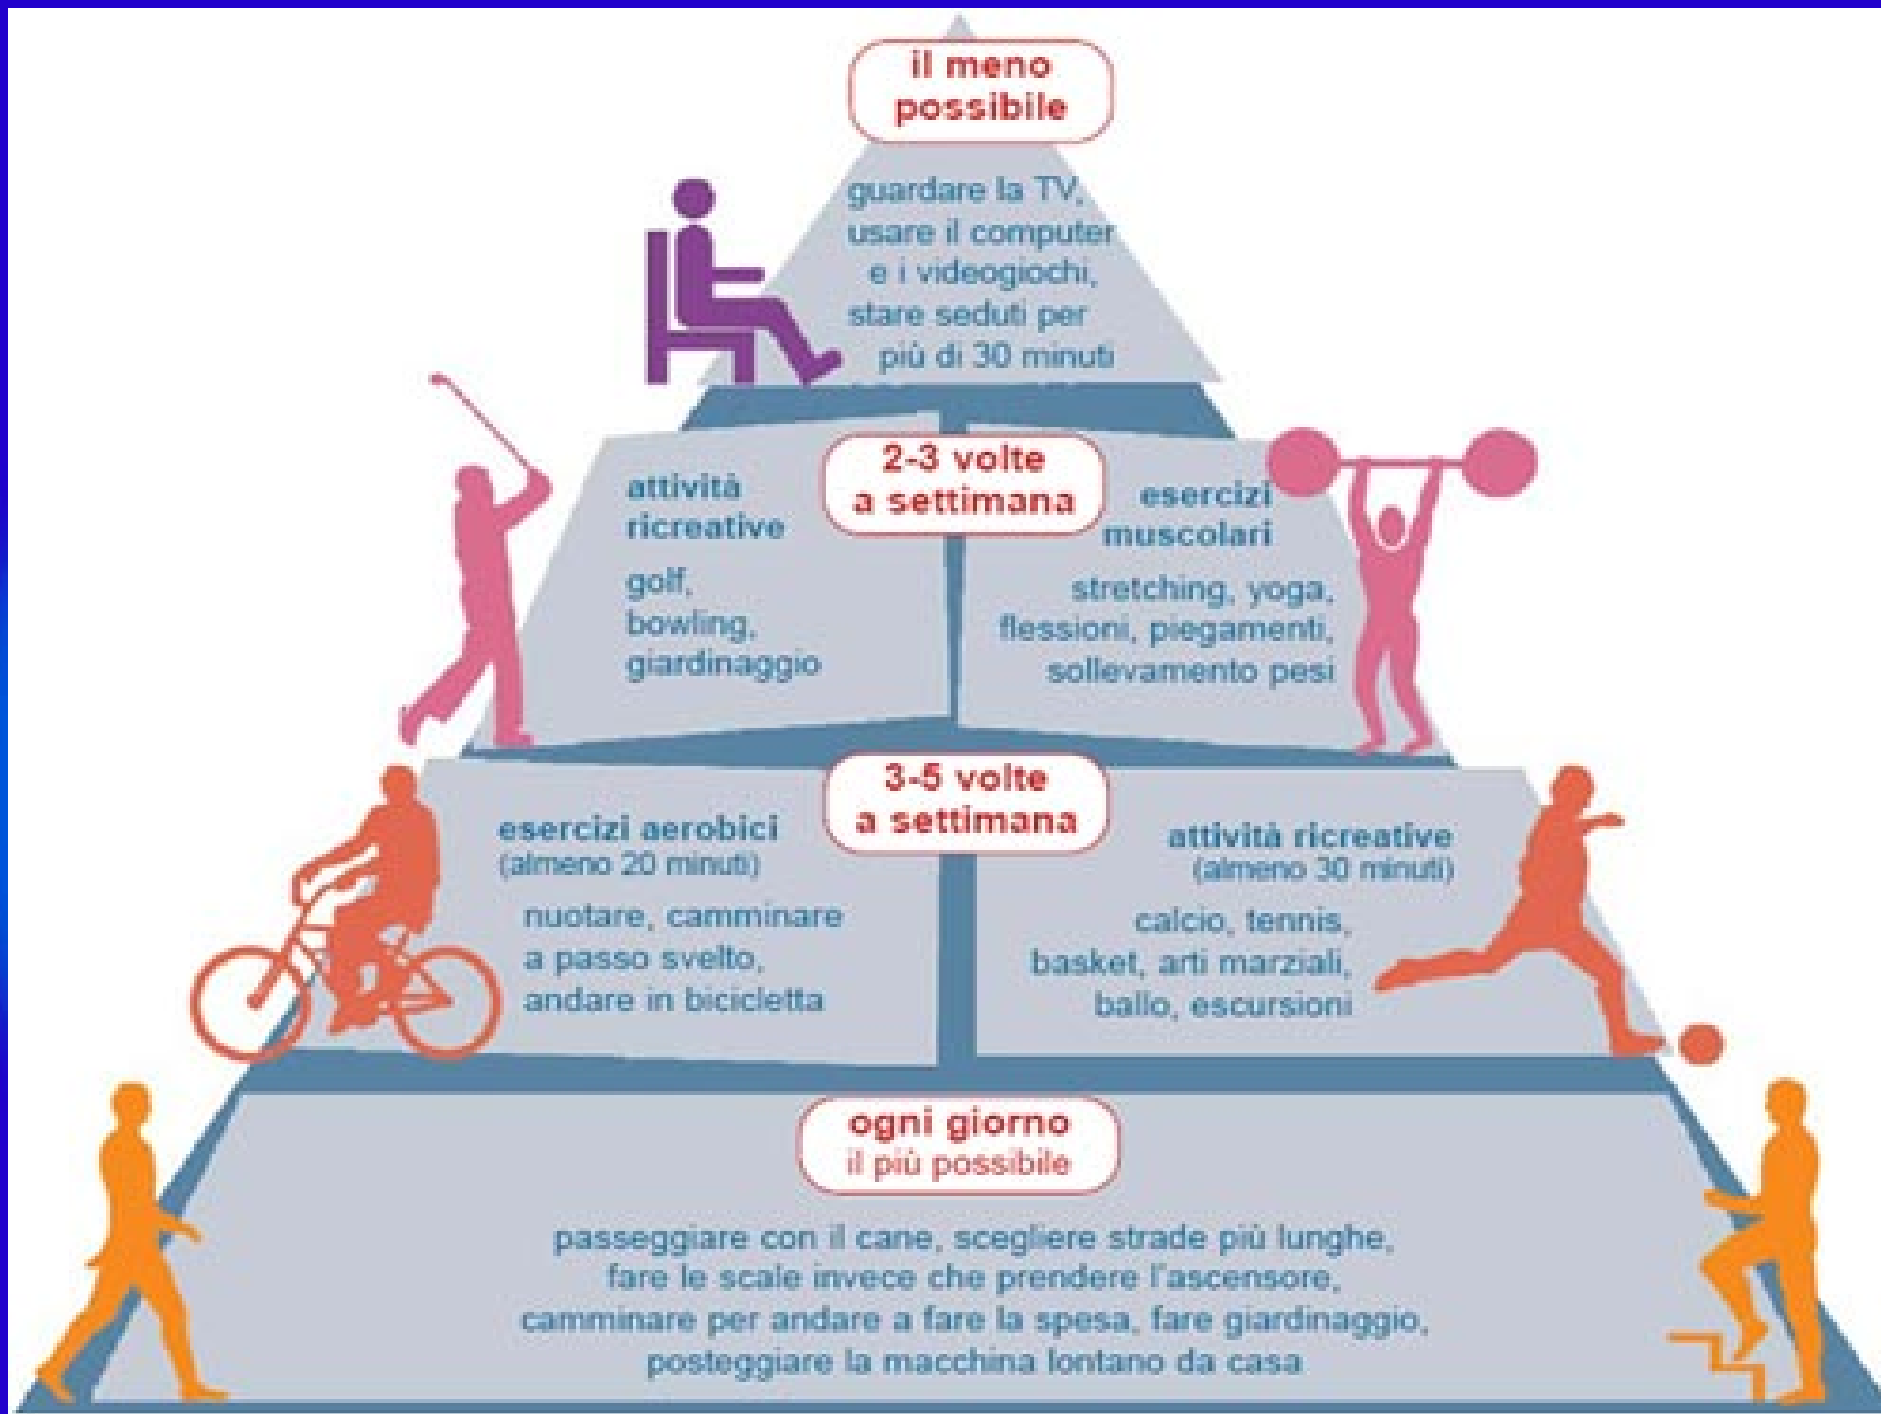 il meno
possibile
guardare la TV,
usare il computer
e i videogiochi,
stare seduti per
più di 30 minuti
2-3 volte
a settimana
attività
ricreative
golf,
bowling,
giardinaggio
esercizi
muscolari
stretching, yoga,
flessioni, piegamenti,
sollevamento pesi
3-5 volte
a settimana
esercizi aerobici
(almeno 20 minuti)
nuotare, camminare
a passo svelto,
andare in bicicletta
attività ricreative
(almeno 30 minuti)
calcio, tennis,
basket, arti marziali,
ballo, escursioni
ogni giorno
il più possibile
passeggiare con il cane, scegliere strade più lunghe,
fare le scale invece che prendere l'ascensore,
camminare per andare a fare la spesa, fare giardinaggio,
posteggiare la macchina lontano da casa